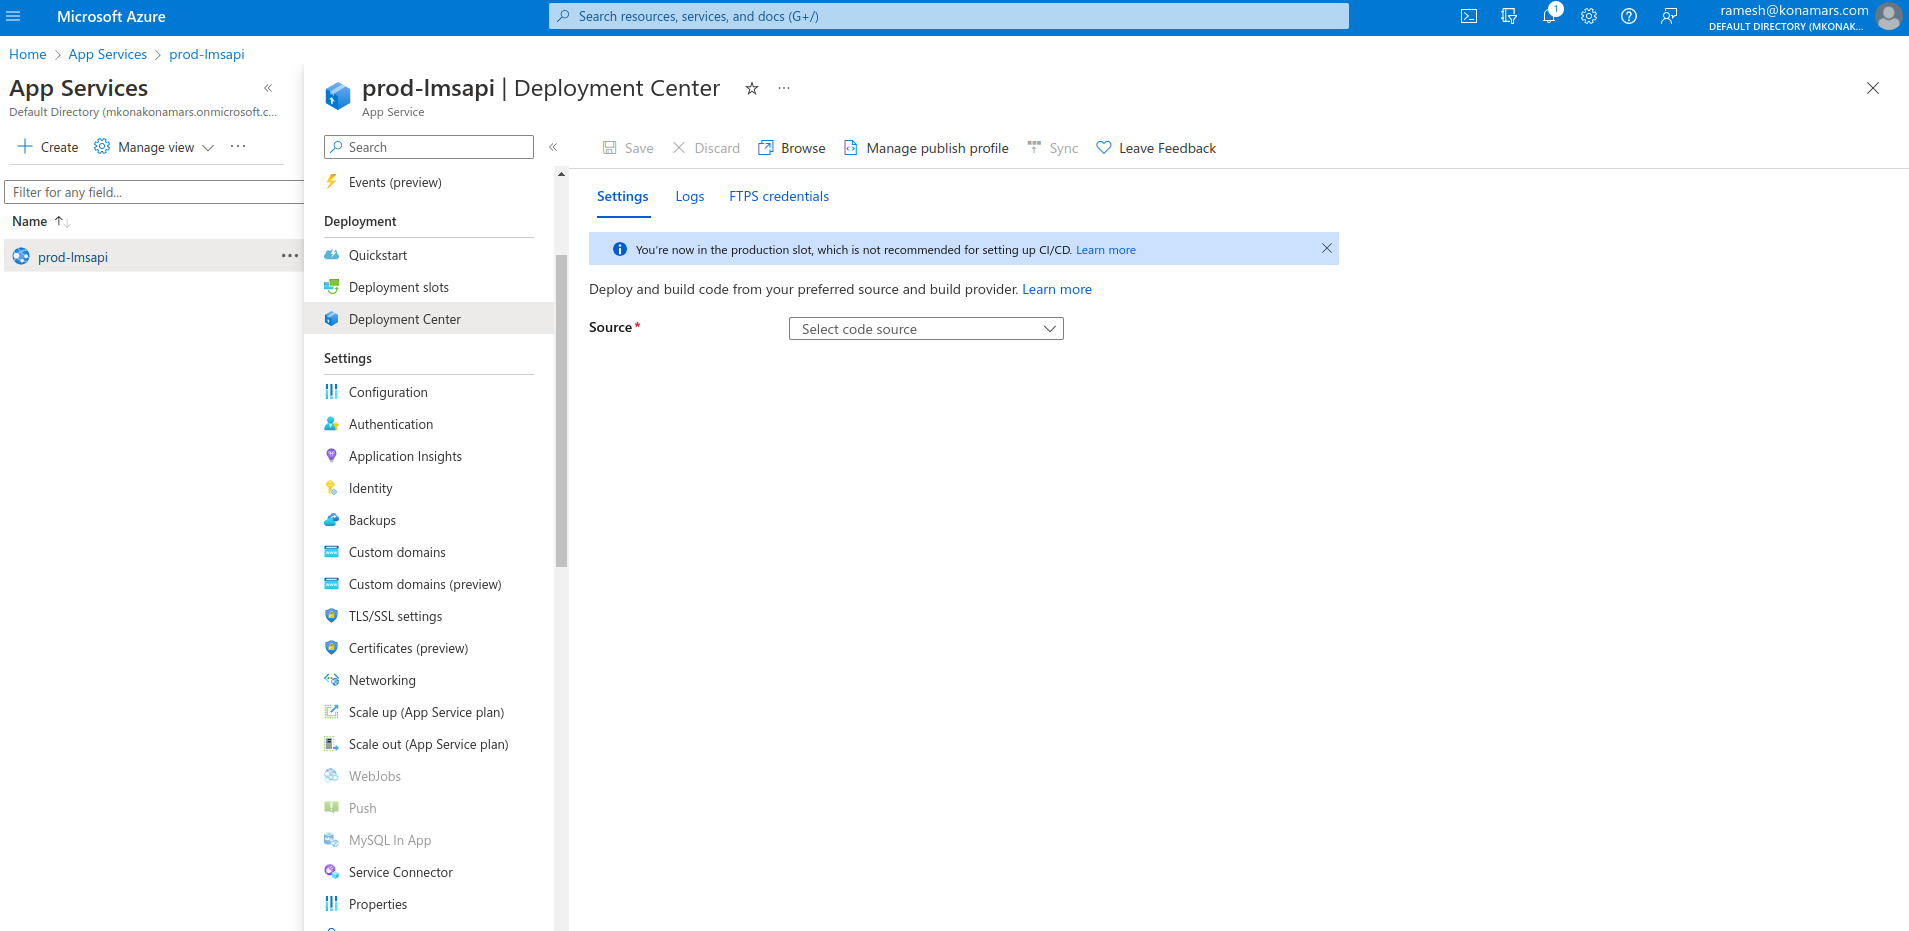 Microsoft Azure
Search resources, services, and docs (G+/)
1
ramesh@konamars.com
DEFAULT DIRECTORY (MKONAK...
Home > App Services > prod-lmsapi
App Services
Default Directory (mkonakonamars.onmicrosoft.c...
Create
Manage view
Filter for any field...
Name
prod-lmsapi
prod-lmsapi | Deployment Center
App Service
Search
Events (preview)
Deployment
Quickstart
Deployment slots
Deployment Center
Settings
Configuration
Authentication
Application Insights
Identity
Backups
Custom domains
Custom domains (preview)
TLS/SSL settings
Certificates (preview)
Networking
Scale up (App Service plan)
Scale out (App Service plan)
WebJobs
Push
MySQL In App
Service Connector
Properties
Save
Discard
Browse
Manage publish profile
Sync
Leave Feedback
Settings
Logs
FTPS credentials
You're now in the production slot, which is not recommended for setting up CI/CD. Learn more
Deploy and build code from your preferred source and build provider. Learn more
Source*
Select code source